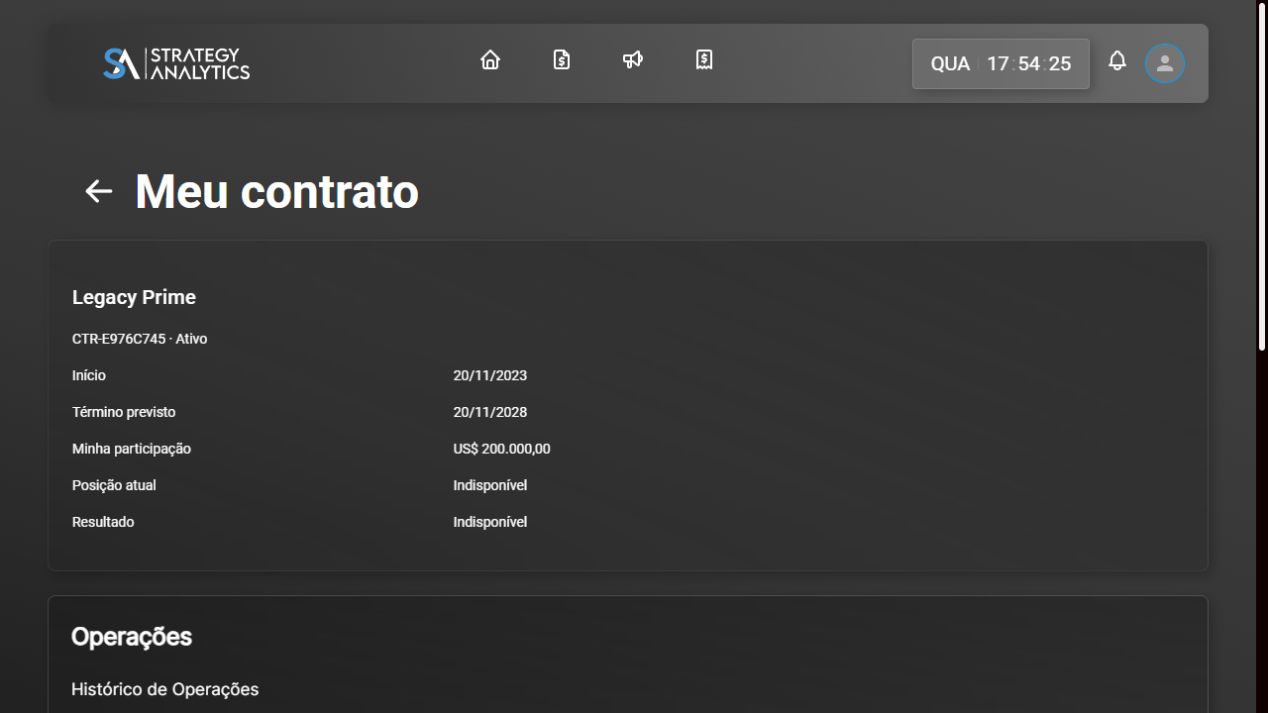 STRATEGY
ANALYTICS
QUA 17:54:25
Meu contrato
Legacy Prime
CTR-E976C745 · Ativo
Início 20/11/2023
Término previsto 20/11/2028
Minha participação US$ 200.000,00
Posição atual Indisponível
Resultado Indisponível
Operações
Histórico de Operações